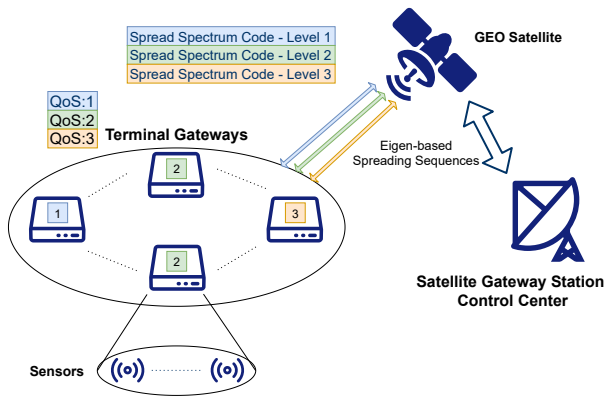 Spread Spectrum Code - Level 1
Spread Spectrum Code - Level 2
Spread Spectrum Code - Level 3
GEO Satellite
QoS:1
QoS:2
QoS:3
Terminal Gateways
Eigen-based
Spreading Sequences
2
1
3
2
Satellite Gateway Station
Control Center
Sensors